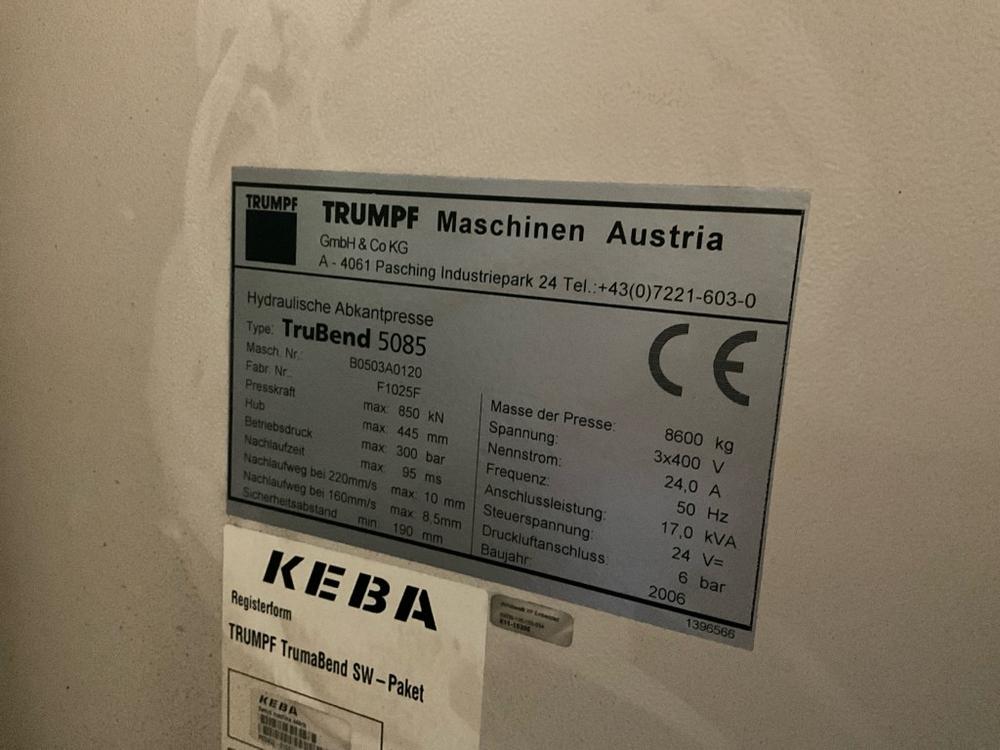 TRUMPF
TRUMPF Maschinen Austria
GmbH & Co KG
A - 4061 Pasching Industriepark 24 Tel.:+43(0)7221-603-0
Hydraulische Abkantpresse
Type: TruBend 5085
Masch. Nr.: B0503A0120
Fabr. Nr.: F1025F
Presskraft max: 850 kN
Hub max: 445 mm
Betriebsdruck max: 300 bar
Nachlaufzeit max: 95 ms
Nachlaufweg bei 220mm/s max: 10 mm
Nachlaufweg bei 160mm/s max: 8,5mm
Sicherheitsabstand min: 190 mm
CE
Masse der Presse: 8600 kg
Spannung: 3x400 V
Nennstrom: 24,0 A
Frequenz: 50 Hz
Anschlussleistung: 17,0 kVA
Steuerspannung: 24 V=
Druckluftanschluss: 6 bar
Baujahr: 2006
1396566
KEBA
Registerform
TRUMPF TrumaBend SW-Paket
KEBA